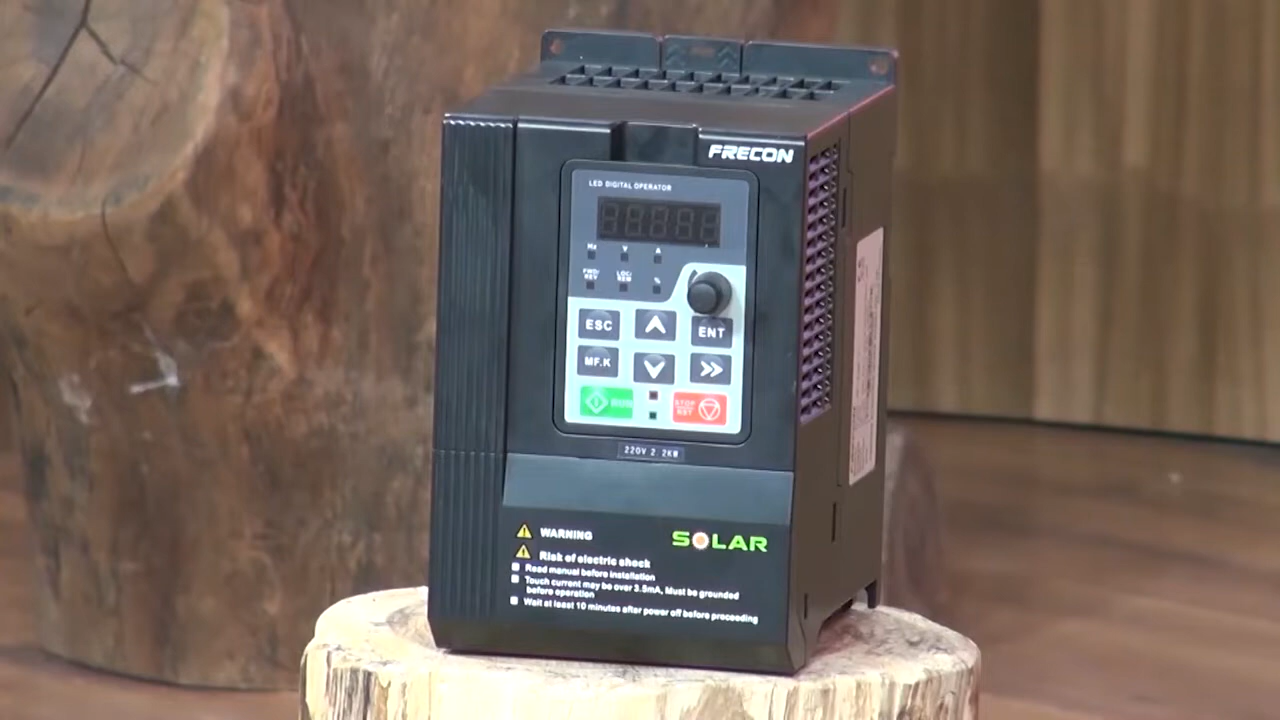 FRECON
LED DIGITAL OPERATOR
Hz V A
FWD/REV LOC/REM %
ESC ENT
MF.K
STOP
RST
220V 2.2KW
WARNING
SOLAR
Risk of electric shock
Read manual before installation
Touch current may be over 3.5mA, Must be grounded
before operation
Wait at least 10 minutes after power off before proceeding